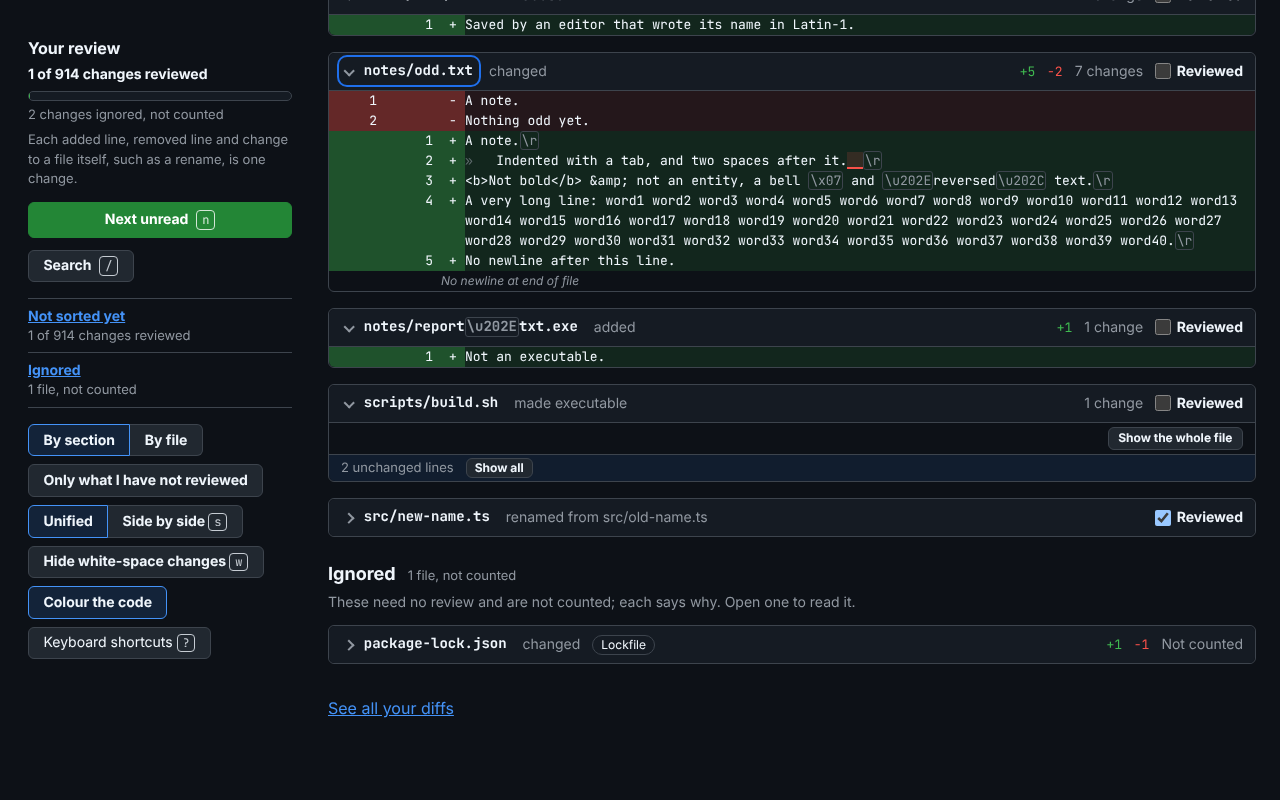 Your review
1 of 914 changes reviewed
2 changes ignored, not counted
Each added line, removed line and change
to a file itself, such as a rename, is one
change.
Next unread n
Search /
Not sorted yet
1 of 914 changes reviewed
Ignored
1 file, not counted
By section By file
Only what I have not reviewed
Unified Side by side s
Hide white-space changes w
Colour the code
Keyboard shortcuts ?
1 + Saved by an editor that wrote its name in Latin-1.
notes/odd.txt changed +5 -2 7 changes Reviewed
1 - A note.
2 - Nothing odd yet.
1 + A note.\r
2 + » Indented with a tab, and two spaces after it. \r
3 + <b>Not bold</b> &amp; not an entity, a bell \x07 and \u202Ereversed\u202C text.\r
4 + A very long line: word1 word2 word3 word4 word5 word6 word7 word8 word9 word10 word11 word12 word13
word14 word15 word16 word17 word18 word19 word20 word21 word22 word23 word24 word25 word26 word27
word28 word29 word30 word31 word32 word33 word34 word35 word36 word37 word38 word39 word40.\r
5 + No newline after this line.
No newline at end of file
notes/report\u202Etxt.exe added +1 1 change Reviewed
1 + Not an executable.
scripts/build.sh made executable 1 change Reviewed
Show the whole file
2 unchanged lines Show all
src/new-name.ts renamed from src/old-name.ts Reviewed
Ignored 1 file, not counted
These need no review and are not counted; each says why. Open one to read it.
package-lock.json changed Lockfile +1 -1 Not counted
See all your diffs